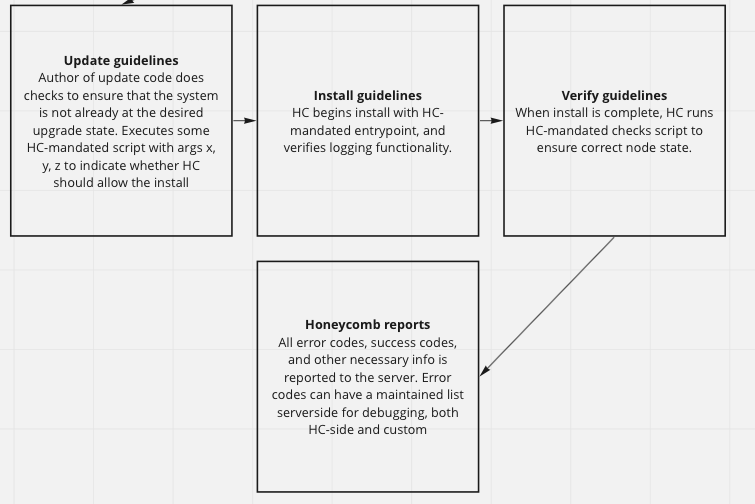 Update guidelines
Author of update code does
checks to ensure that the system
is not already at the desired
upgrade state. Executes some
HC-mandated script with args x,
y, z to indicate whether HC
should allow the install
Install guidelines
HC begins install with HC-
mandated entrypoint, and
verifies logging functionality.
Verify guidelines
When install is complete, HC runs
HC-mandated checks script to
ensure correct node state.
Honeycomb reports
All error codes, success codes,
and other necessary info is
reported to the server. Error
codes can have a maintained list
serverside for debugging, both
HC-side and custom